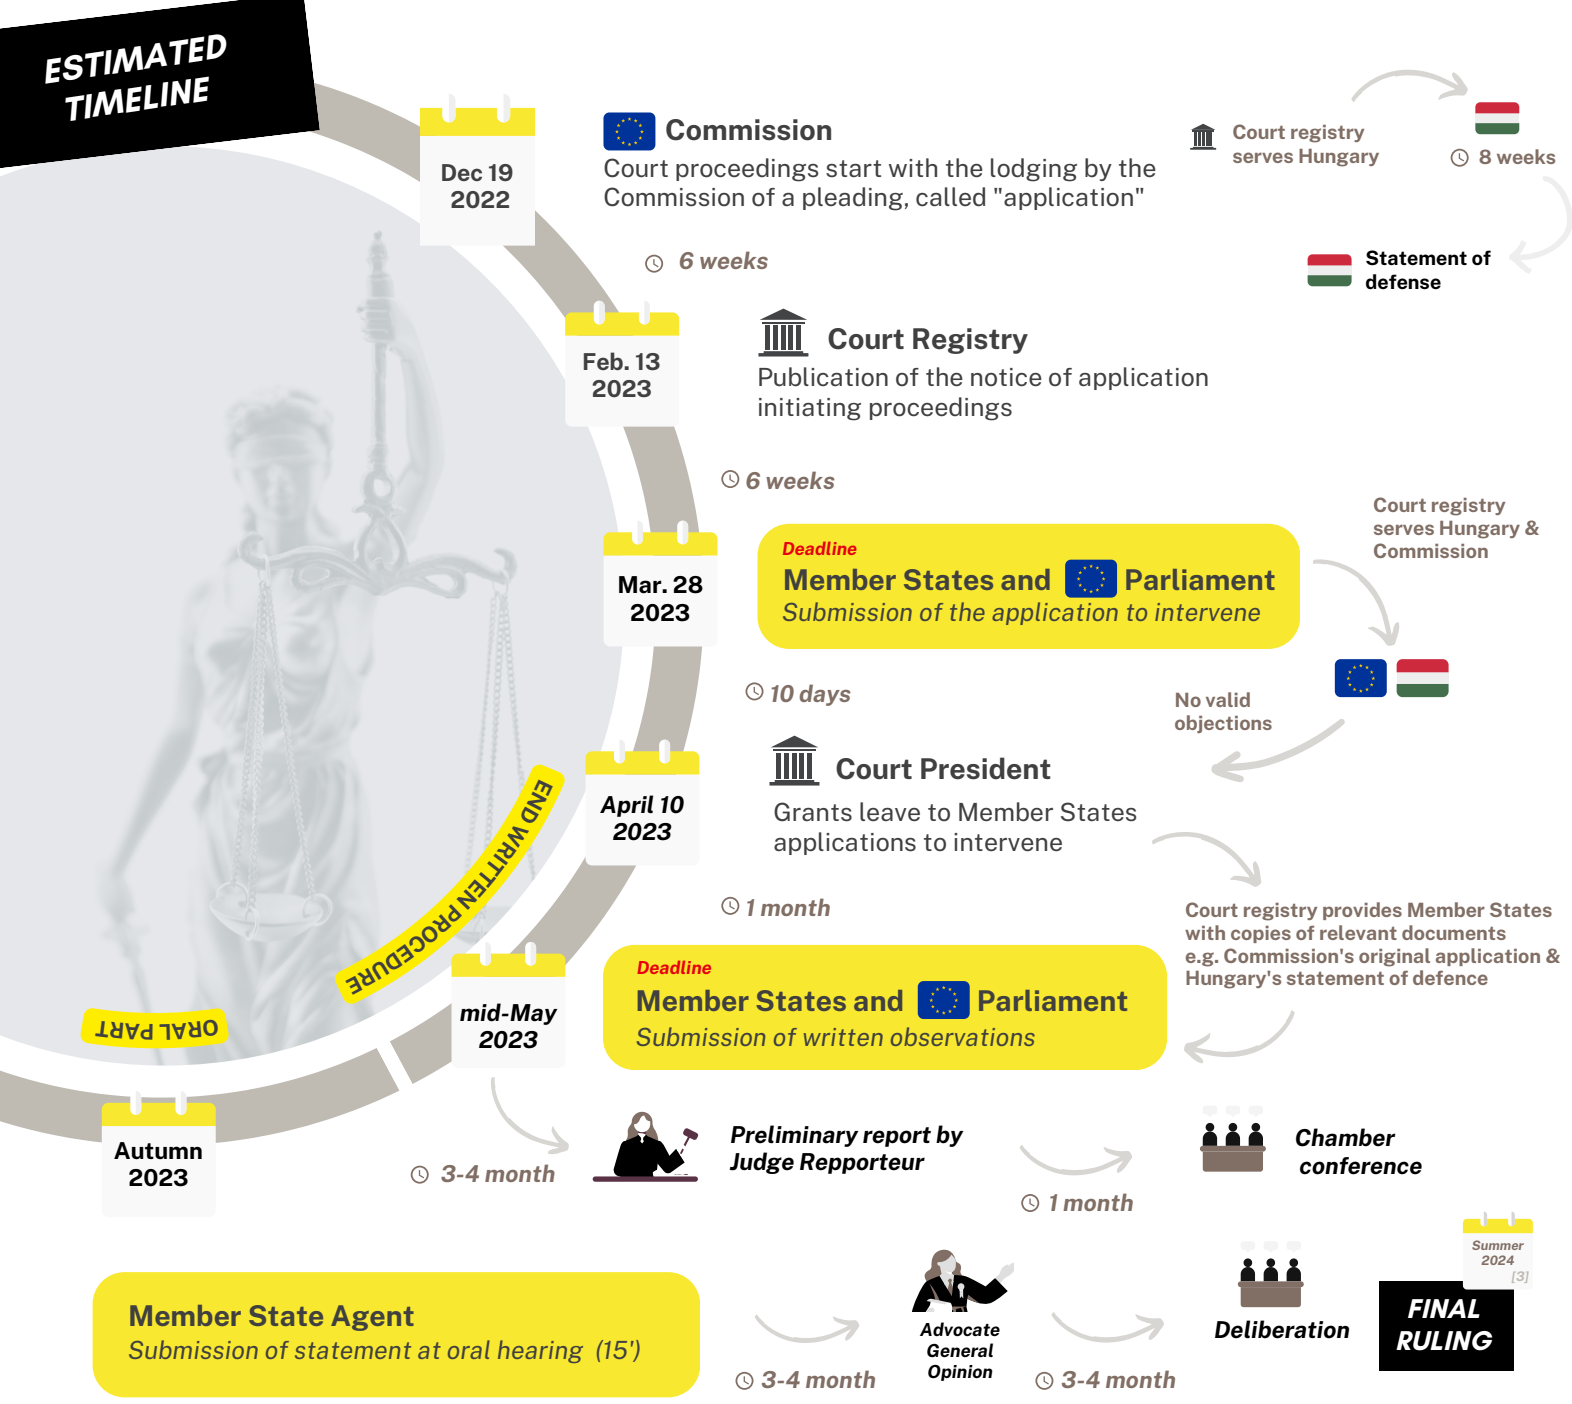 ESTIMATED
TIMELINE
Dec 19
2022
Commission
Court proceedings start with the lodging by the
Commission of a pleading, called "application"
Court registry
serves Hungary
8 weeks
Statement of
defense
6 weeks
Feb. 13
2023
Court Registry
Publication of the notice of application
initiating proceedings
6 weeks
Mar. 28
2023
Deadline
Member States and Parliament
Submission of the application to intervene
Court registry
serves Hungary &
Commission
10 days
No valid
objections
April 10
2023
Court President
Grants leave to Member States
applications to intervene
1 month
Court registry provides Member States
with copies of relevant documents
e.g. Commission's original application &
Hungary's statement of defence
END WRITTEN PROCEDURE
mid-May
2023
Deadline
Member States and Parliament
Submission of written observations
ORAL PART
Autumn
2023
3-4 month
Preliminary report by
Judge Repporteur
1 month
Chamber
conference
Member State Agent
Submission of statement at oral hearing (15')
3-4 month
Advocate
General
Opinion
3-4 month
Deliberation
Summer
2024
[3]
FINAL
RULING